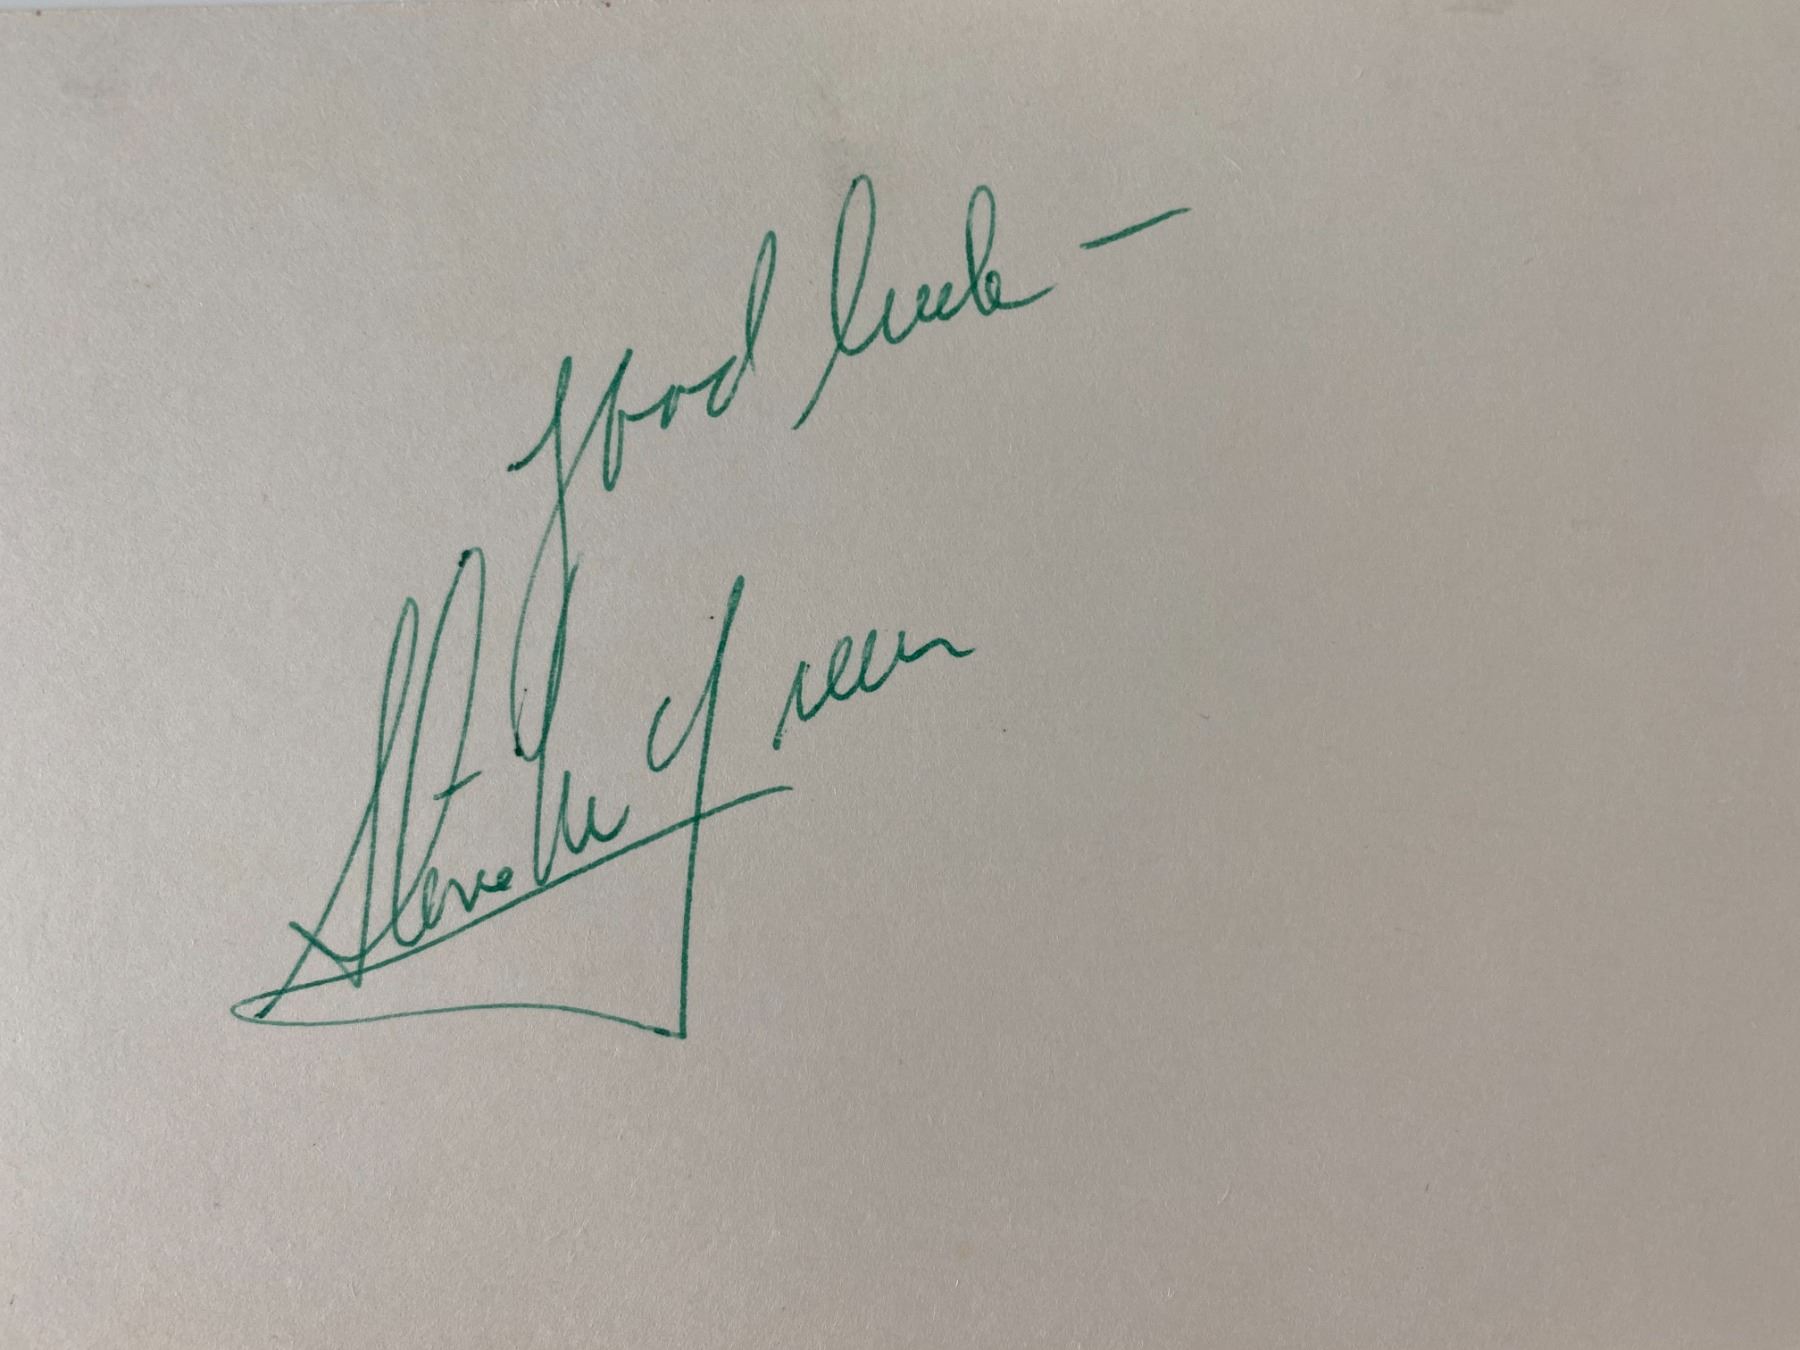 Good luck —
Steve McQueen